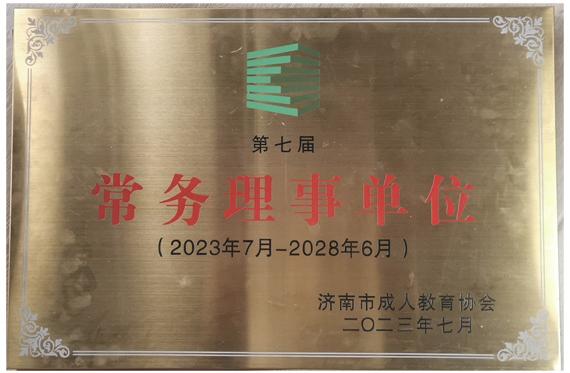 第七届
常务理事单位
（2023年7月-2028年6月）
济南市成人教育协会
二〇二三年七月